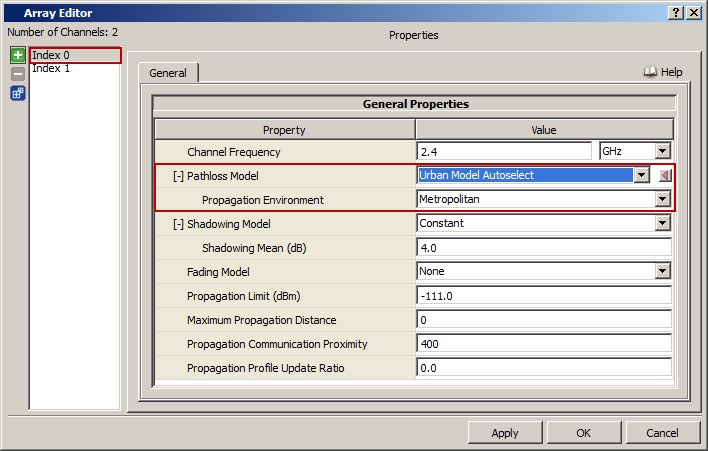 Array Editor
Number of Channels: 2
Properties
Index 0
Index 1
General
Help
General Properties
Property Value
Channel Frequency 2.4 GHz
[-] Pathloss Model Urban Model Autoselect
Propagation Environment Metropolitan
[-] Shadowing Model Constant
Shadowing Mean (dB) 4.0
Fading Model None
Propagation Limit (dBm) -111.0
Maximum Propagation Distance 0
Propagation Communication Proximity 400
Propagation Profile Update Ratio 0.0
Apply OK Cancel